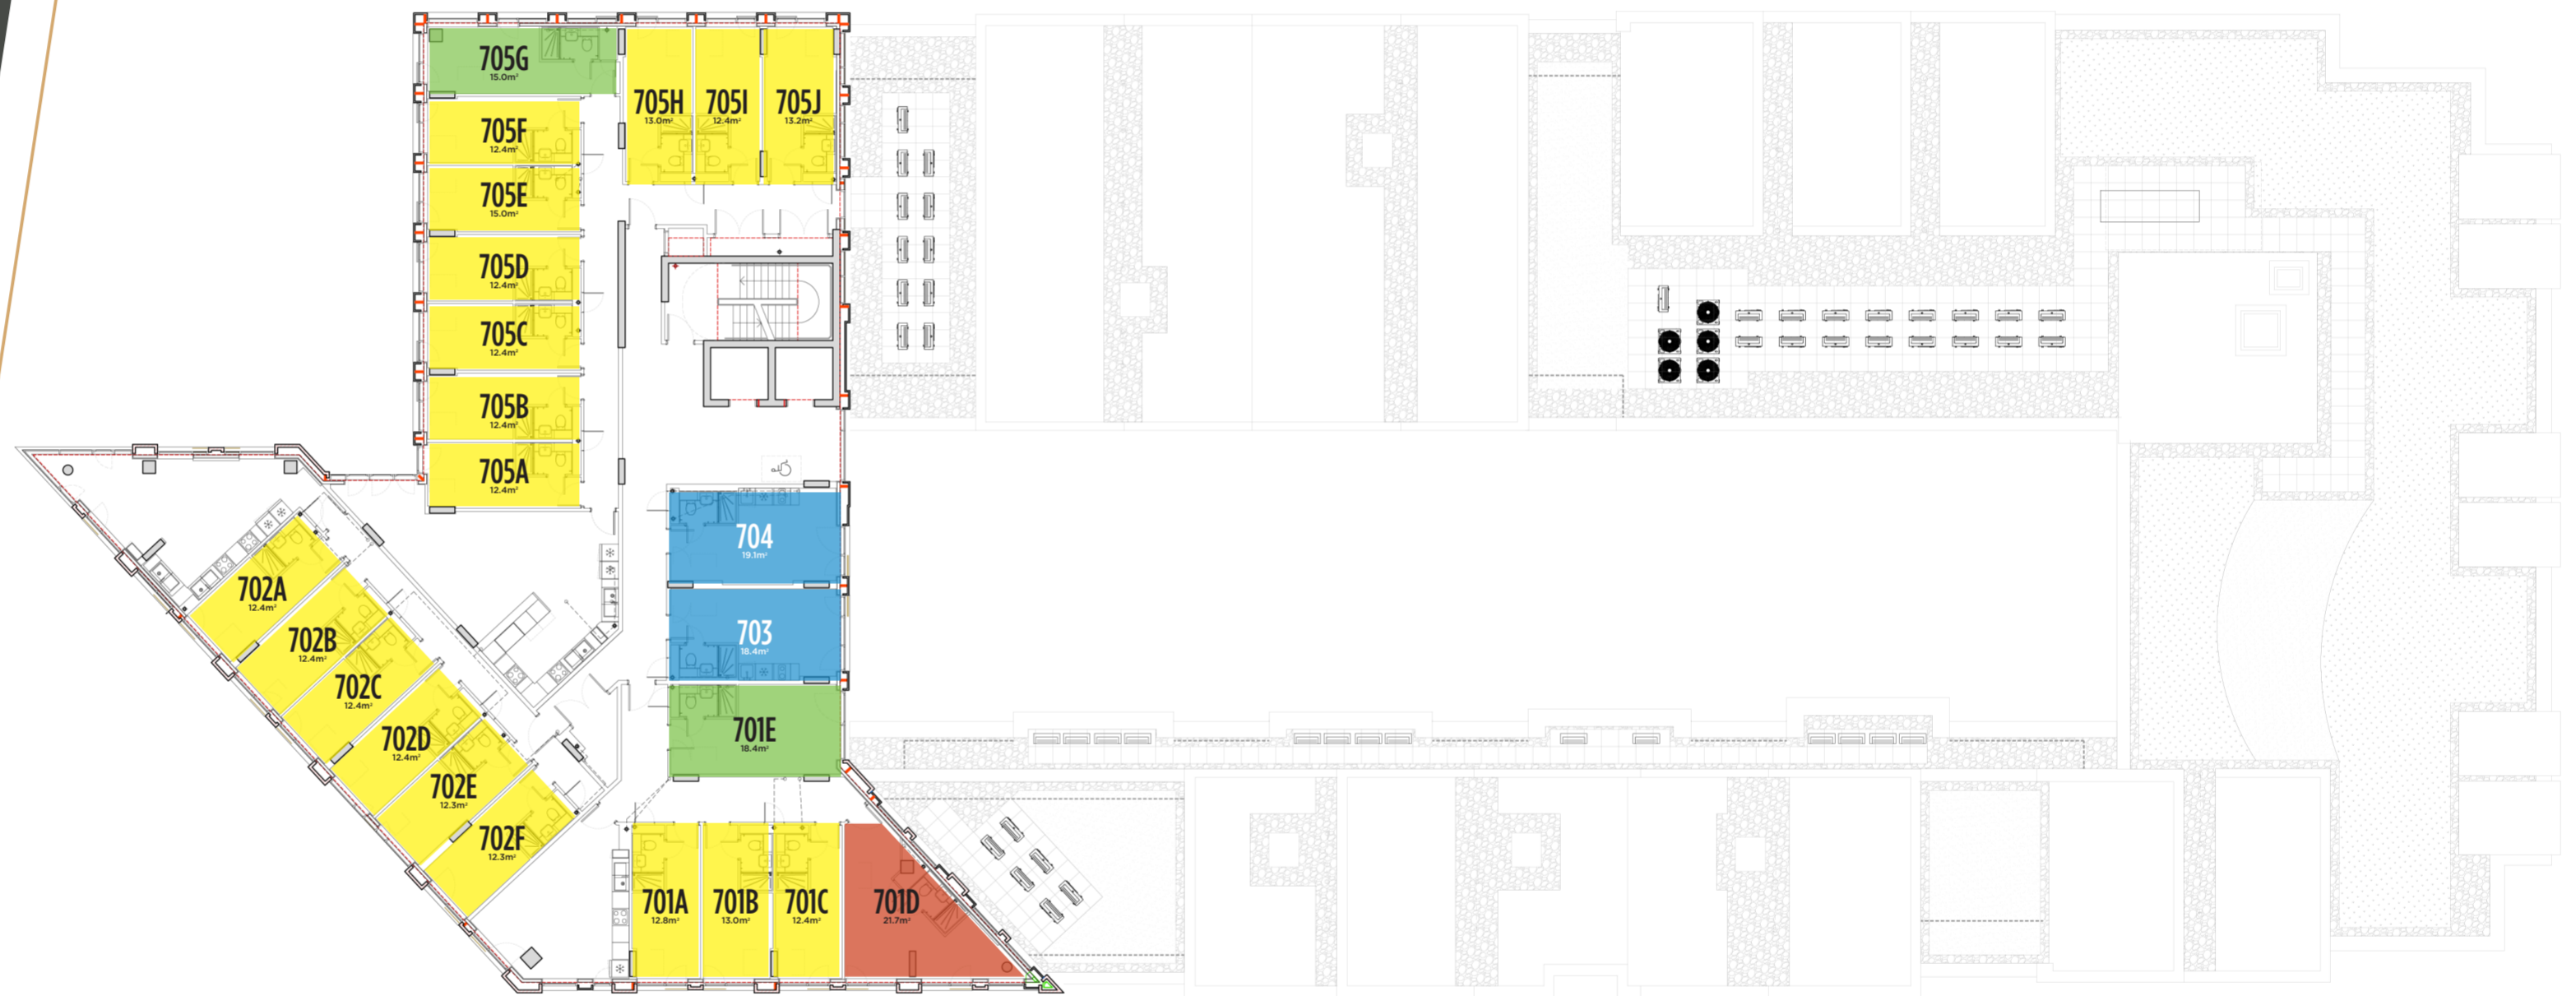 705G
15.0m²
705H
13.0m²
705I
12.4m²
705J
13.2m²
705F
12.4m²
705E
15.0m²
705D
12.4m²
705C
12.4m²
705B
12.4m²
705A
12.4m²
704
19.1m²
703
18.4m²
701E
18.4m²
702A
12.4m²
702B
12.4m²
702C
12.4m²
702D
12.4m²
702E
12.3m²
702F
12.3m²
701A
12.8m²
701B
13.0m²
701C
12.4m²
701D
21.7m²